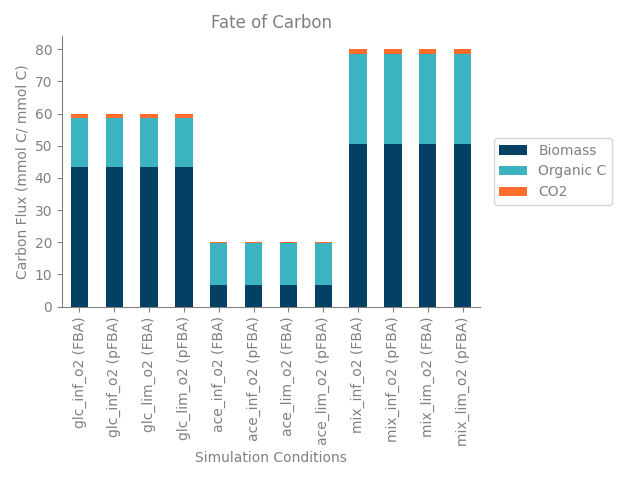 Fate of Carbon
Carbon Flux (mmol C/ mmol C)
80
70
60
50
40
30
20
10
0
glc_inf_o2 (FBA)
glc_inf_o2 (pFBA)
glc_lim_o2 (FBA)
glc_lim_o2 (pFBA)
ace_inf_o2 (FBA)
ace_inf_o2 (pFBA)
ace_lim_o2 (FBA)
ace_lim_o2 (pFBA)
mix_inf_o2 (FBA)
mix_inf_o2 (pFBA)
mix_lim_o2 (FBA)
mix_lim_o2 (pFBA)
Simulation Conditions
Biomass
Organic C
CO2